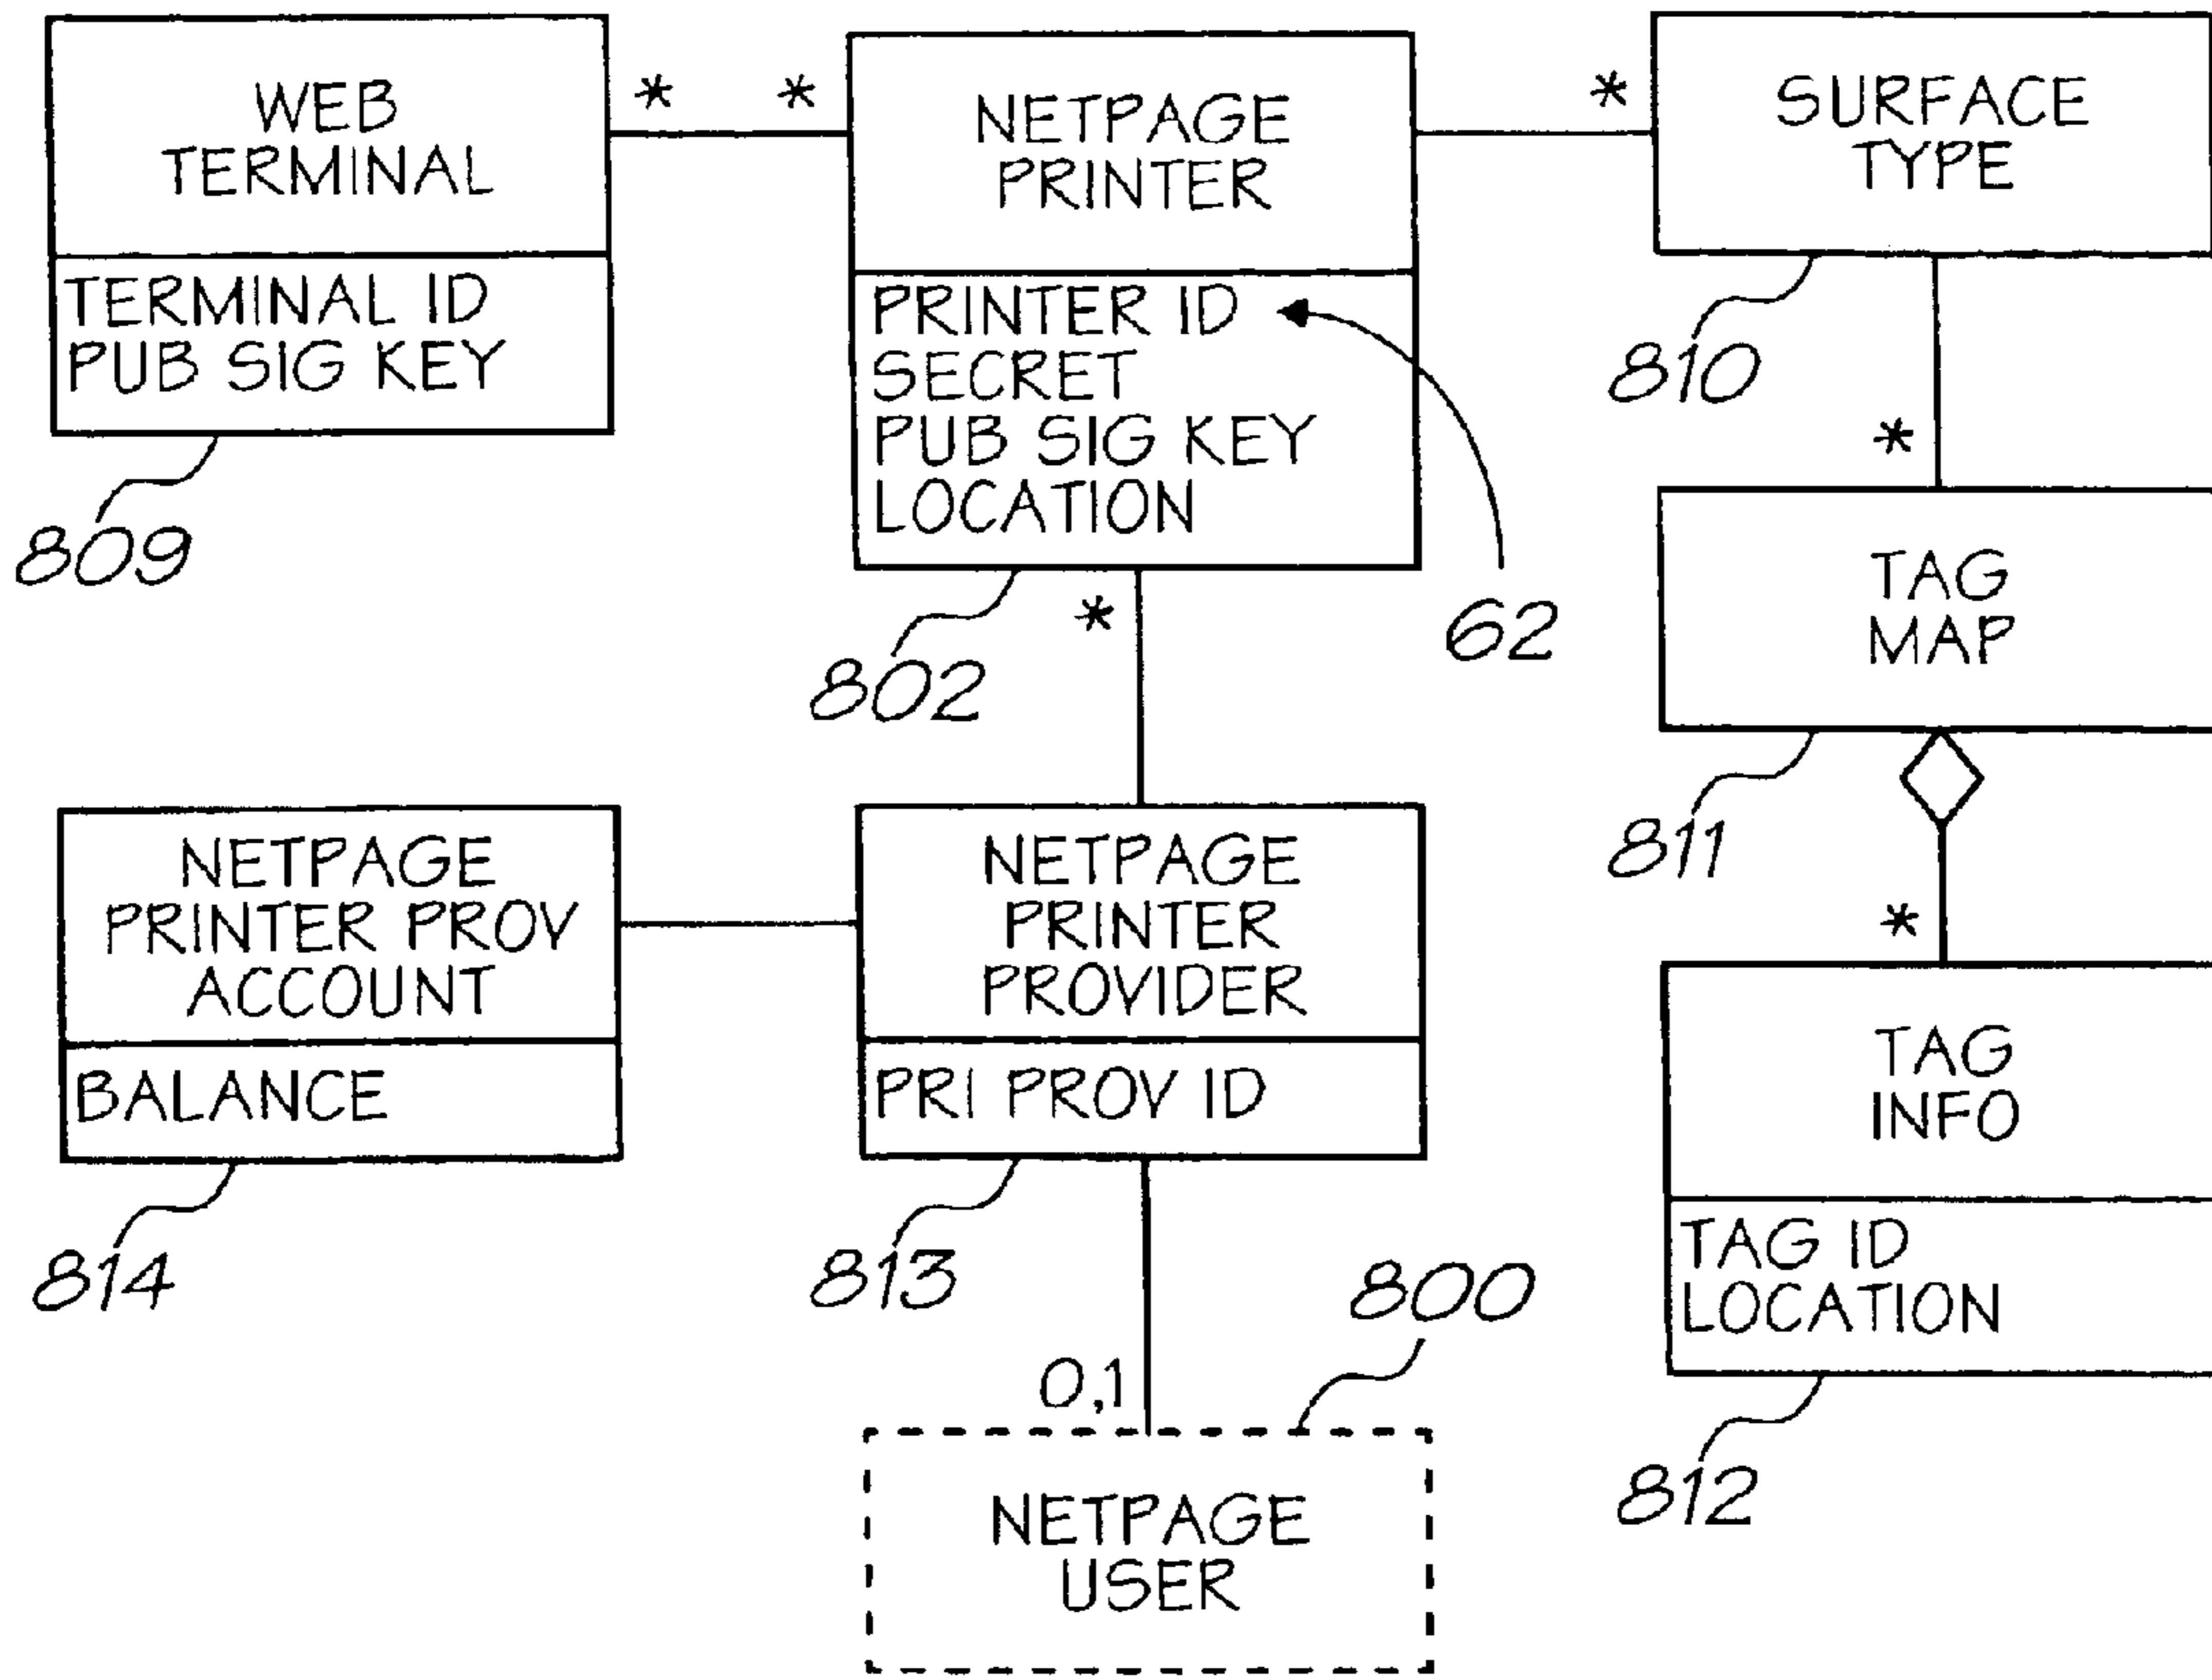 WEB
TERMINAL
TERMINAL ID
PUB SIG KEY
809
*
*
NETPAGE
PRINTER
PRINTER ID
SECRET
PUB SIG KEY
LOCATION
62
802
*
*
SURFACE
TYPE
810
*
TAG
MAP
811
*
TAG
INFO
TAG ID
LOCATION
812
NETPAGE
PRINTER PROV
ACCOUNT
BALANCE
814
NETPAGE
PRINTER
PROVIDER
PRI PROV ID
813
800
0,1
NETPAGE
USER